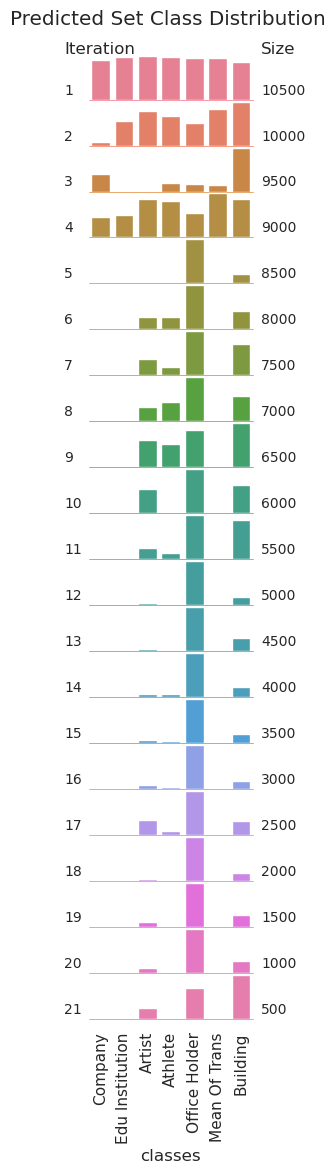 Predicted Set Class Distribution
Iteration Size
1 10500
2 10000
3 9500
4 9000
5 8500
6 8000
7 7500
8 7000
9 6500
10 6000
11 5500
12 5000
13 4500
14 4000
15 3500
16 3000
17 2500
18 2000
19 1500
20 1000
21 500
Company
Edu Institution
Artist
Athlete
Office Holder
Mean Of Trans
Building
classes